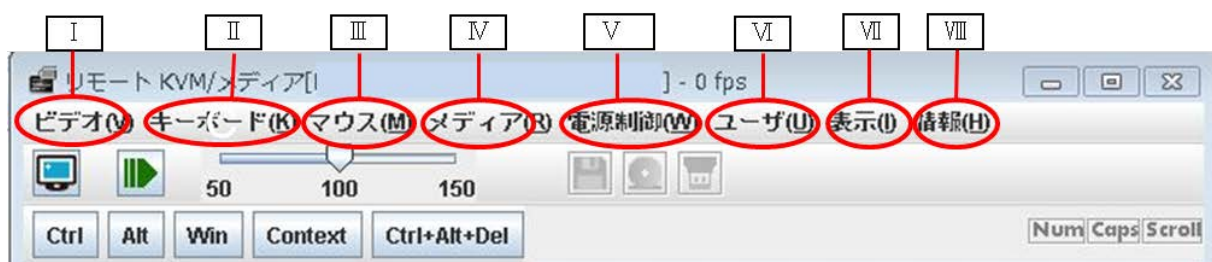 Ⅰ Ⅱ Ⅲ Ⅳ Ⅴ Ⅵ Ⅶ Ⅷ
リモート KVM/メディア[ ] - 0 fps
ビデオ(V) キーボード(K) マウス(M) メディア(R) 電源制御(W) ユーザ(U) 表示(I) 情報(H)
50 100 150
Ctrl Alt Win Context Ctrl+Alt+Del Num Caps Scroll